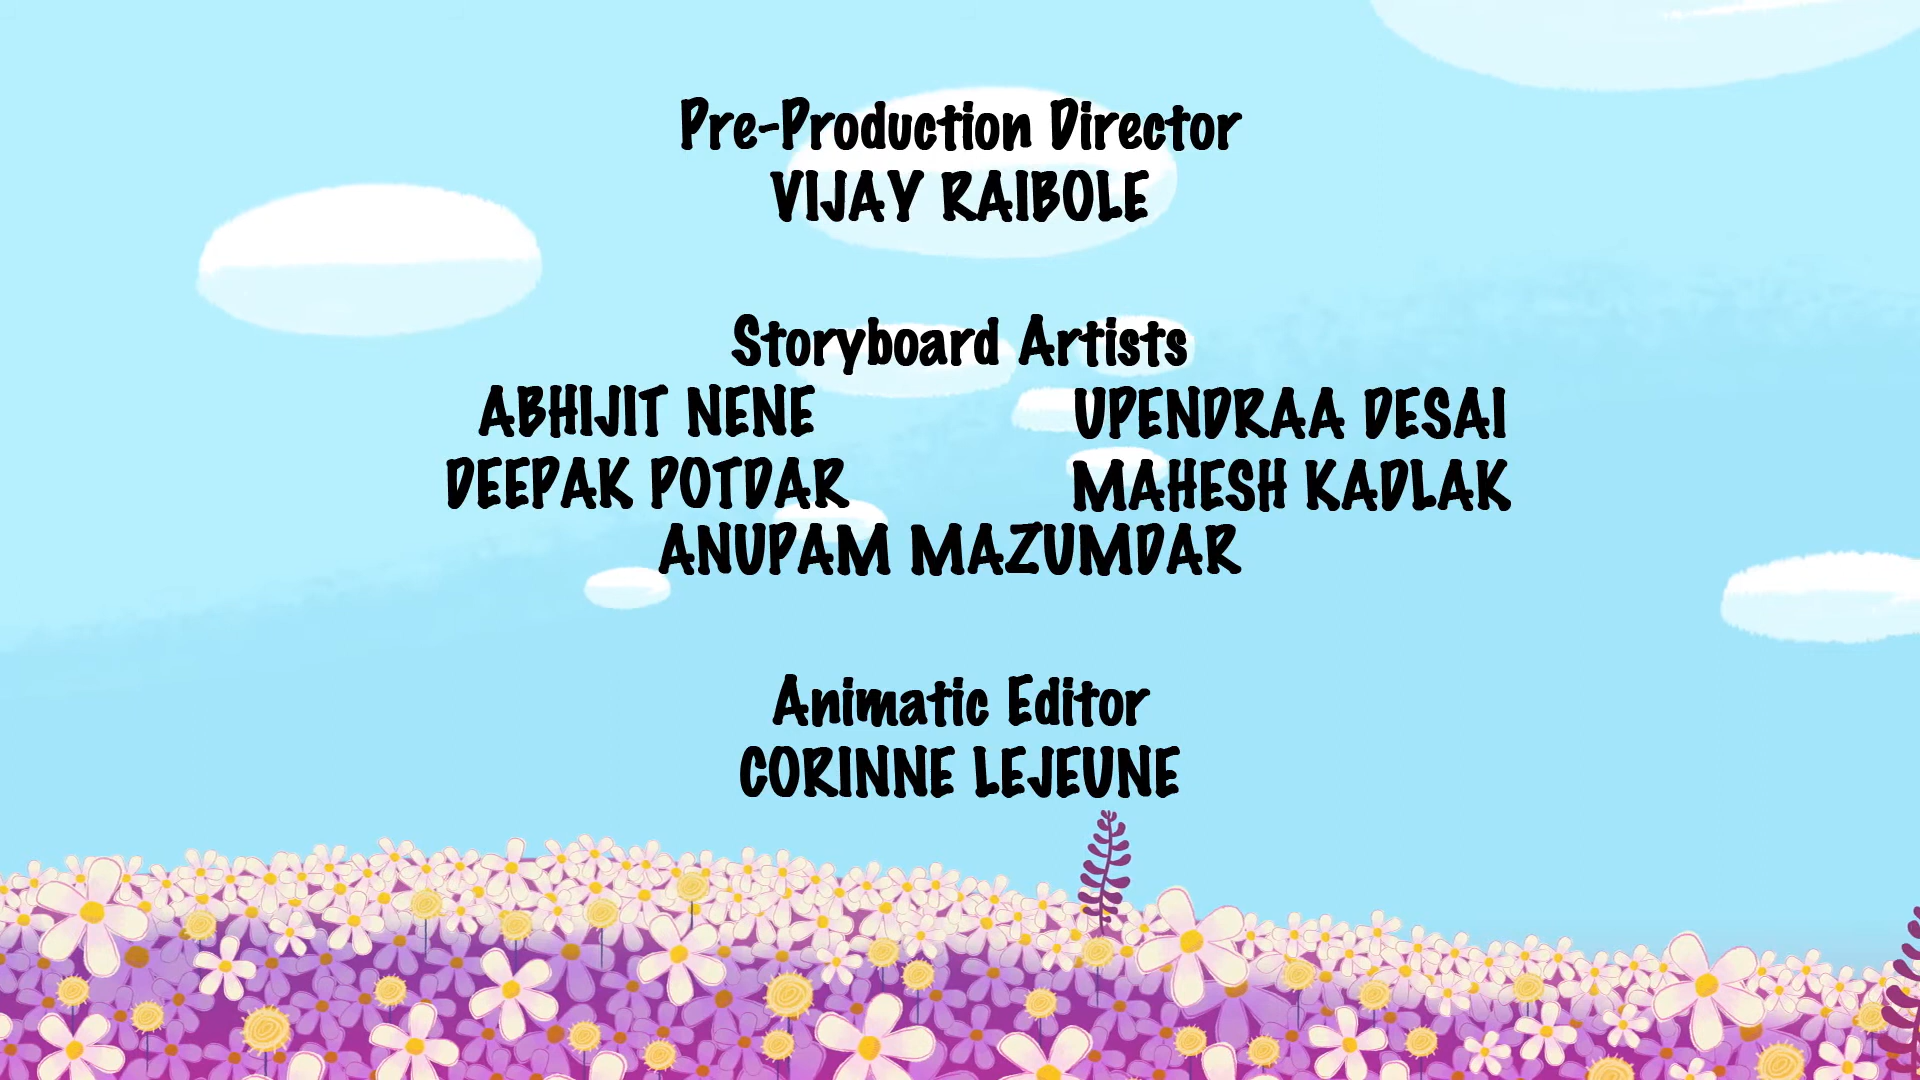 Pre-Production Director
VIJAY RAIBOLE
Storyboard Artists
ABHIJIT NENE UPENDRAA DESAI
DEEPAK POTDAR MAHESH KADLAK
ANUPAM MAZUMDAR
Animatic Editor
CORINNE LEJEUNE